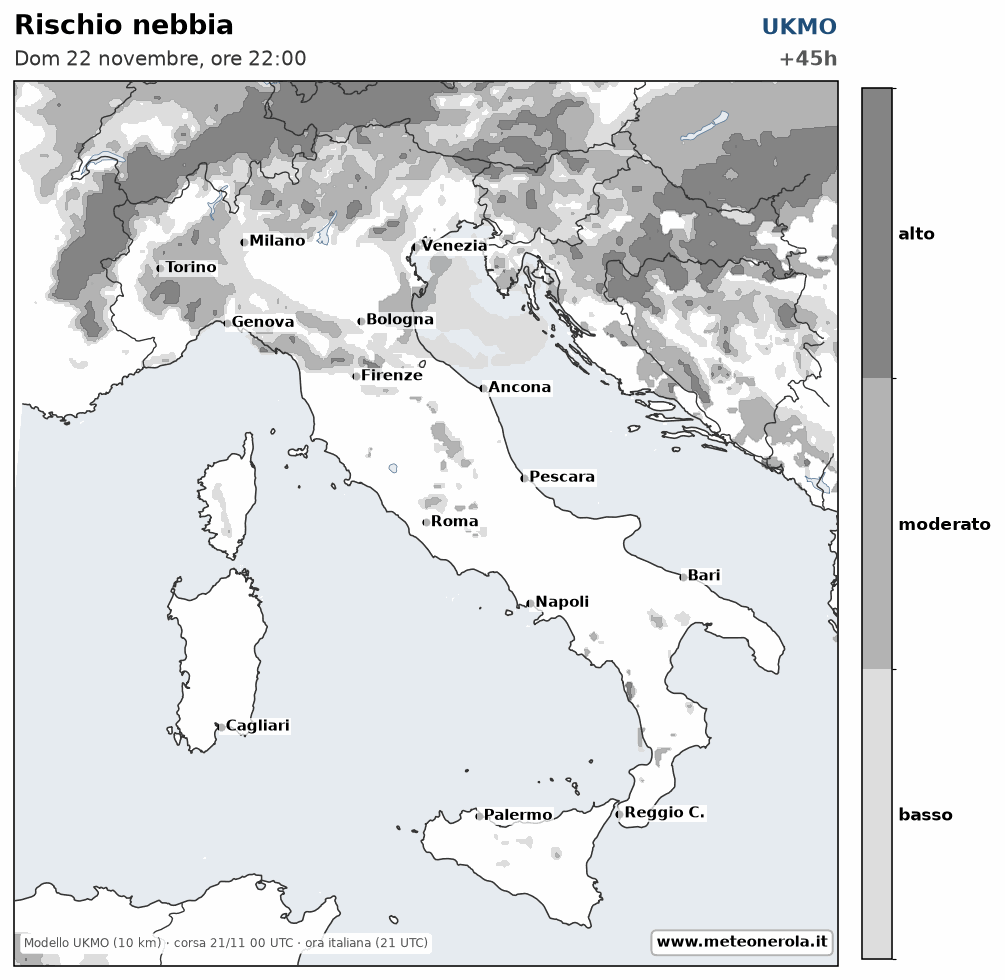 Rischio nebbia
UKMO
Dom 22 novembre, ore 22:00
+45h
alto
Milano
Venezia
Torino
Genova
Bologna
Firenze
Ancona
Pescara
Roma
moderato
Bari
Napoli
Cagliari
Palermo
Reggio C.
basso
Modello UKMO (10 km) · corsa 21/11 00 UTC · ora italiana (21 UTC)
www.meteonerola.it